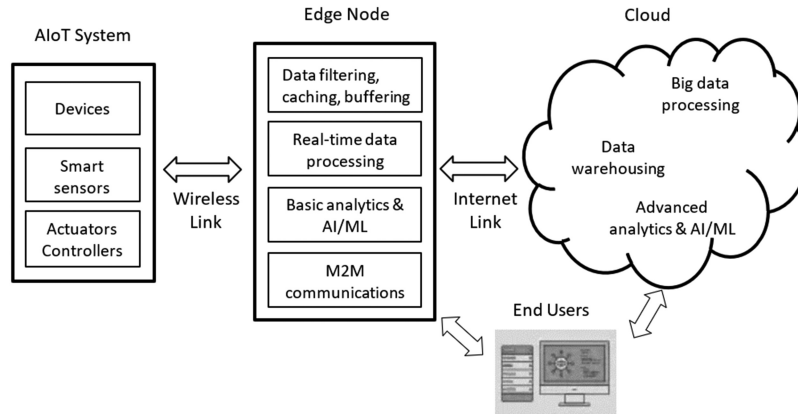 AIoT System
Devices
Smart
sensors
Actuators
Controllers
Wireless
Link
Edge Node
Data filtering,
caching, buffering
Real-time data
processing
Basic analytics &
AI/ML
M2M
communications
Internet
Link
Cloud
Big data
processing
Data
warehousing
Advanced
analytics & AI/ML
End Users